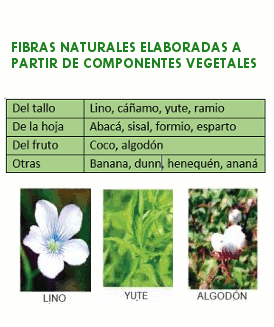 FIBRAS NATURALES ELABORADAS A
PARTIR DE COMPONENTES VEGETALES
Del tallo Lino, cáñamo, yute, ramio
De la hoja Abacá, sisal, formio, esparto
Del fruto Coco, algodón
Otras Banana, dunn, henequén, ananá
LINO YUTE ALGODÓN